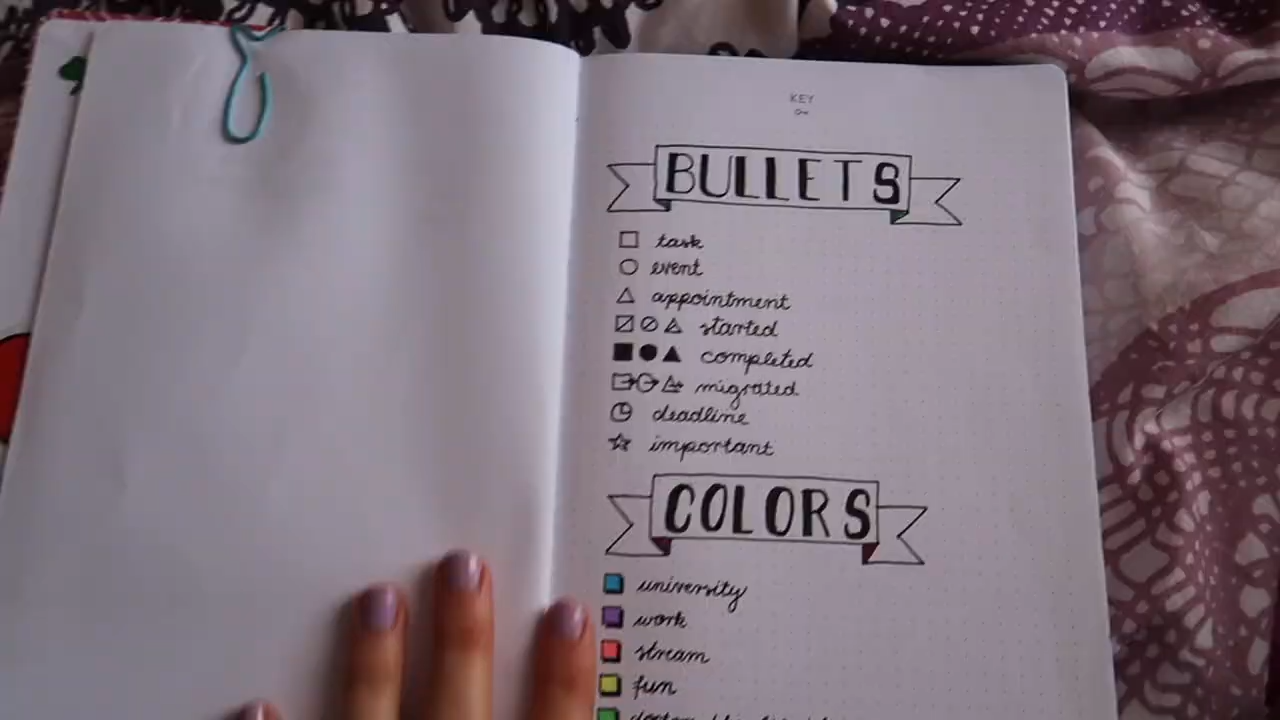 KEY
BULLETS
task
event
appointment
started
completed
migrated
deadline
important
COLORS
university
work
stream
fun